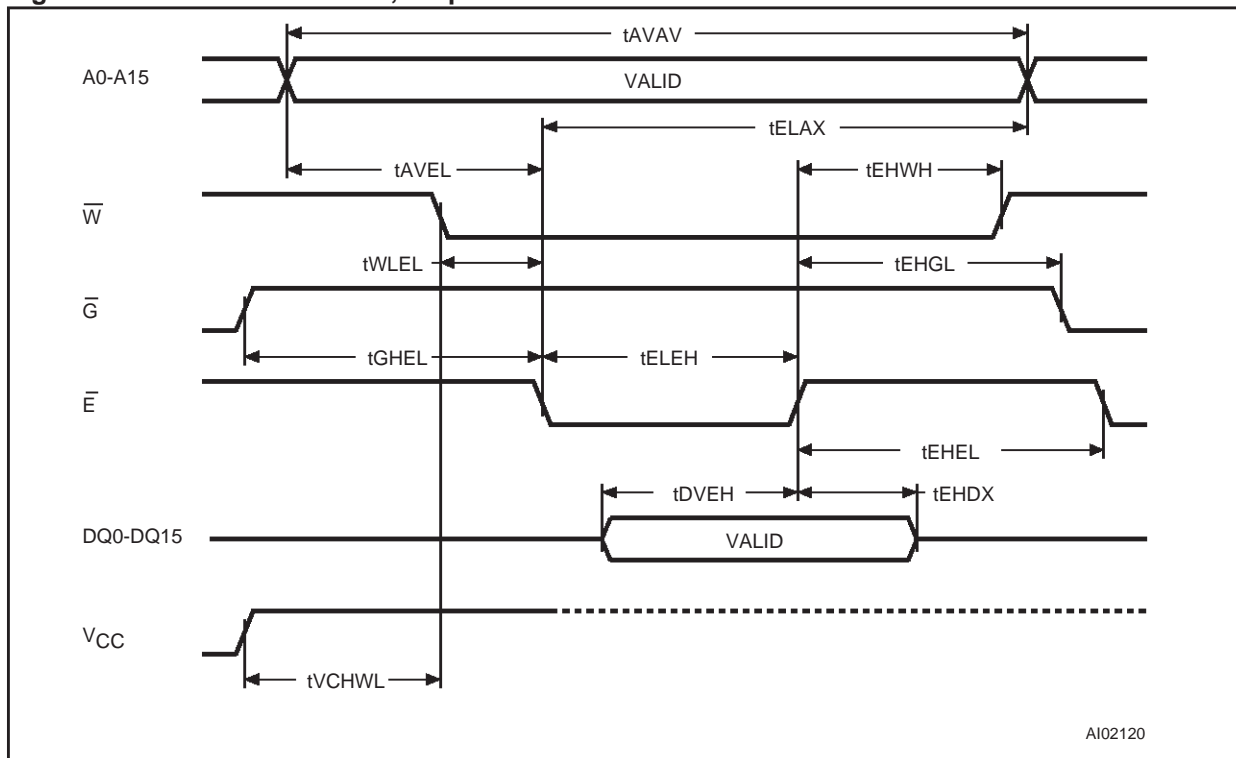 tAVAV
A0-A15
VALID
tELAX
tAVEL
tEHWH
W
tWLEL
tEHGL
G
tGHEL
tELEH
E
tEHEL
tDVEH
tEHDX
DQ0-DQ15
VALID
VCC
tVCHWL
AI02120